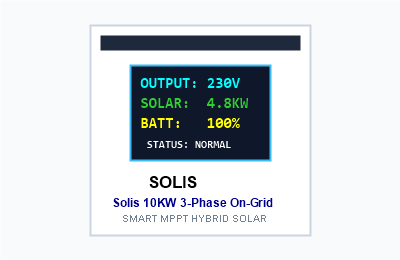 OUTPUT: 230V
SOLAR: 4.8KW
BATT: 100%
STATUS: NORMAL
SOLIS
Solis 10KW 3-Phase On-Grid
SMART MPPT HYBRID SOLAR